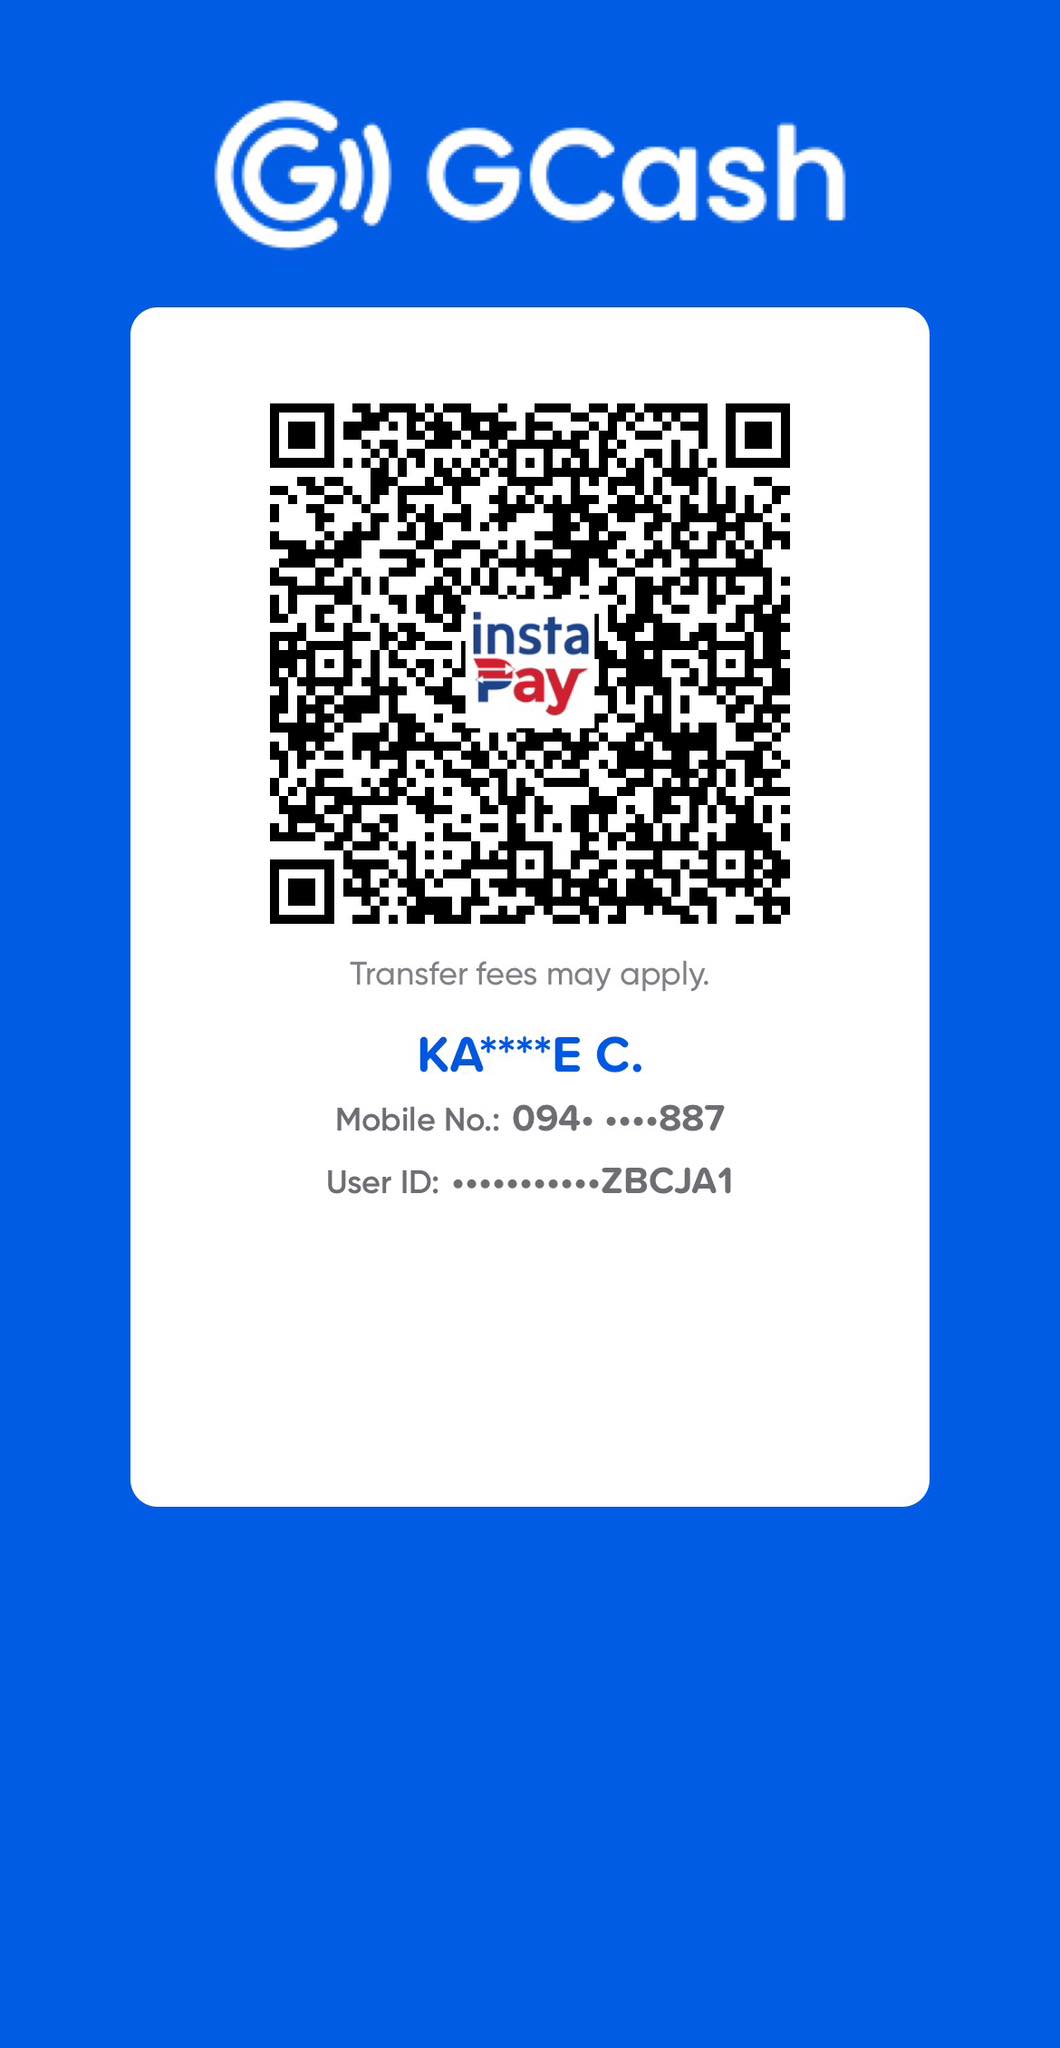 GCash
insta
Pay
Transfer fees may apply.
KA****E C.
Mobile No.: 094• ••••887
User ID: •••••••••••ZBCJA1